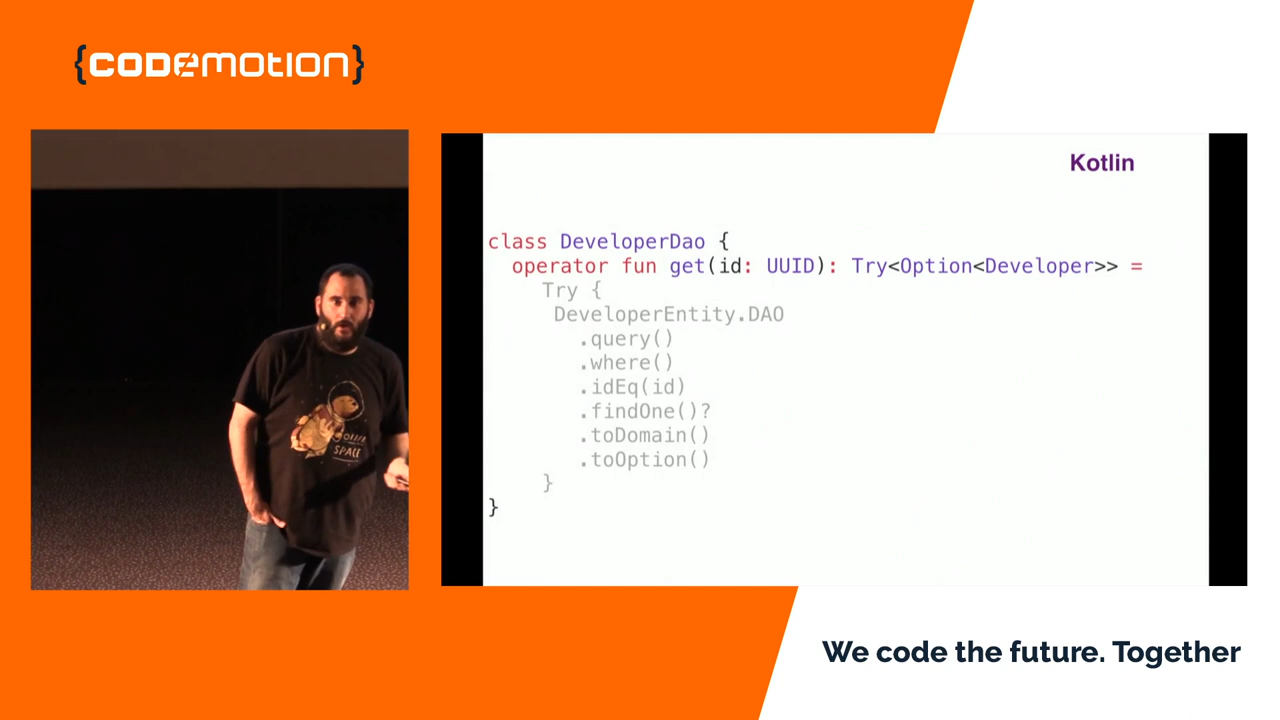 {codemotion}
Kotlin
class DeveloperDao {
operator fun get(id: UUID): Try<Option<Developer>> =
Try {
DeveloperEntity.DAO
.query()
.where()
.idEq(id)
.findOne()?
.toDomain()
.toOption()
}
}
SPACE
We code the future. Together